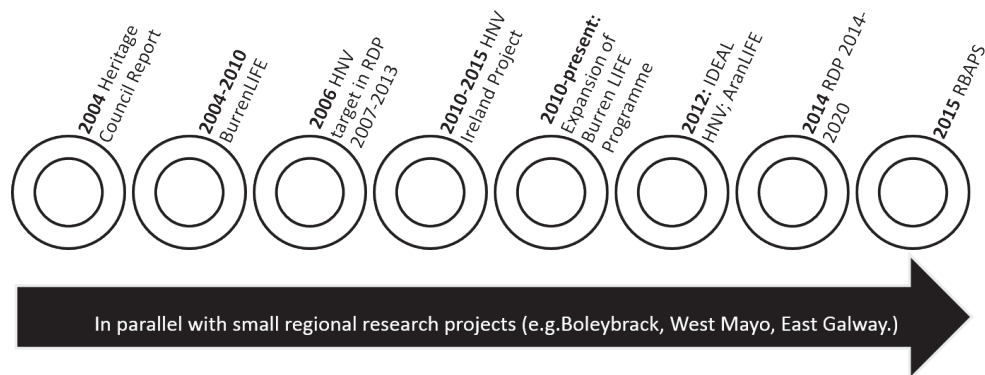 2004 Heritage
Council Report
2004-2010
BurrenLIFE
2006 HNV
target in RDP
2007-2013
2010-2015 HNV
Ireland Project
2010-present:
Expansion of
Burren LIFE
Programme
2012: IDEAL
HNV; AranLIFE
2014 RDP 2014-
2020
2015 RBAPS
In parallel with small regional research projects (e.g.Boleybrack, West Mayo, East Galway.)